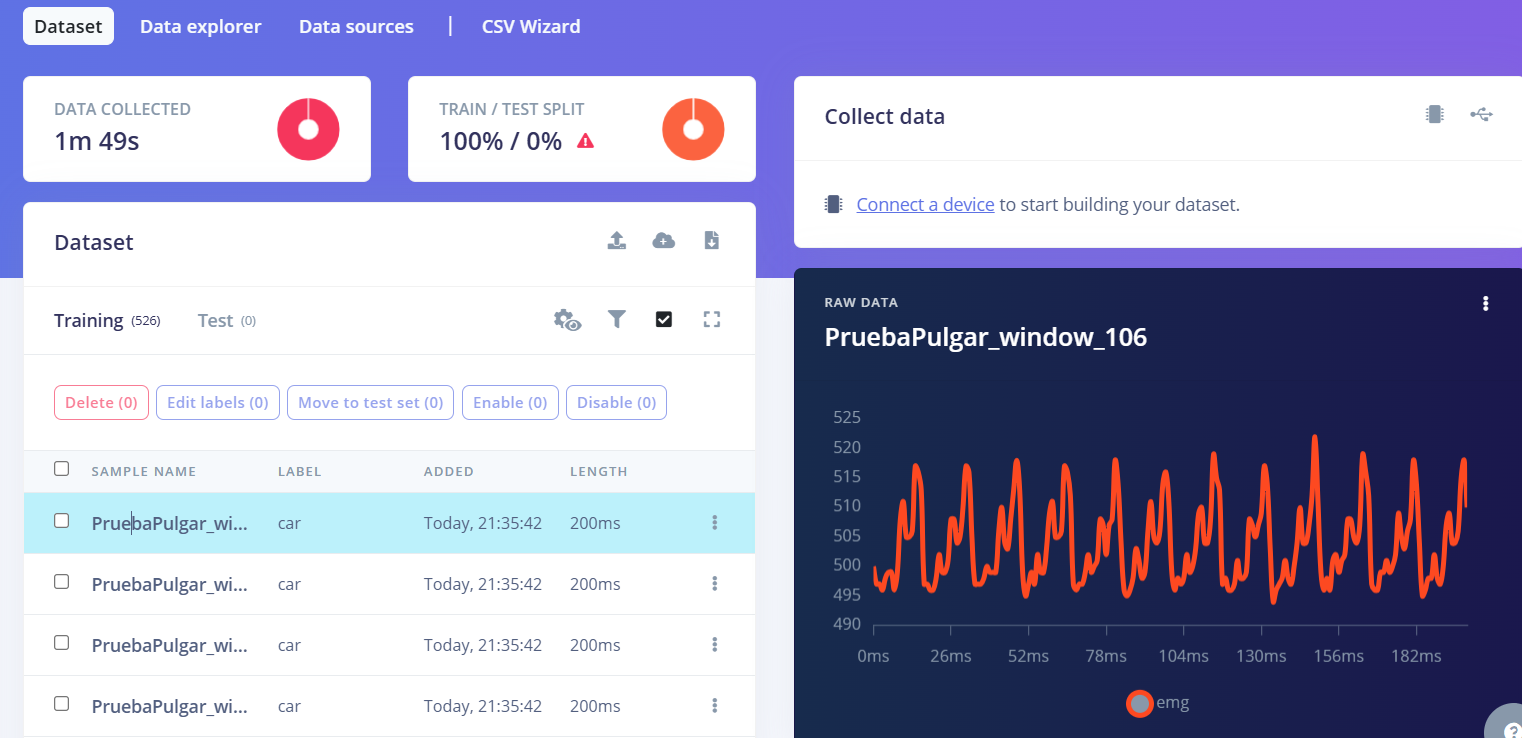 Dataset Data explorer Data sources | CSV Wizard
DATA COLLECTED
1m 49s
TRAIN / TEST SPLIT
100% / 0%
Collect data
Connect a device to start building your dataset.
Dataset
Training (526) Test (0)
Delete (0) Edit labels (0) Move to test set (0) Enable (0) Disable (0)
SAMPLE NAME LABEL ADDED LENGTH
PruebaPulgar_wi... car Today, 21:35:42 200ms
PruebaPulgar_wi... car Today, 21:35:42 200ms
PruebaPulgar_wi... car Today, 21:35:42 200ms
PruebaPulgar_wi... car Today, 21:35:42 200ms
RAW DATA
PruebaPulgar_window_106
525
520
515
510
505
500
495
490
0ms 26ms 52ms 78ms 104ms 130ms 156ms 182ms
emg
?